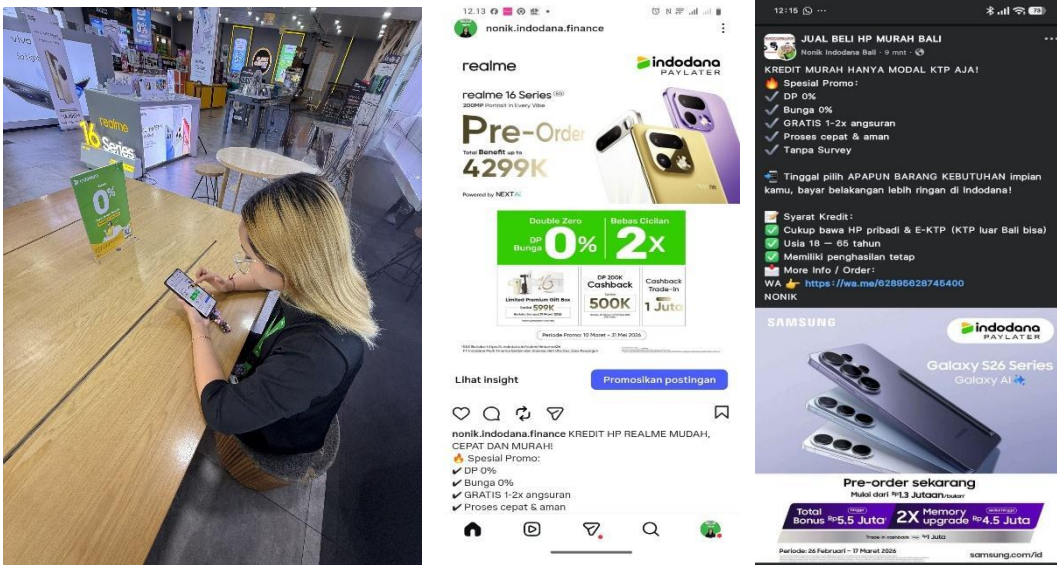 vivo
realme
16 Series
0%
12.13
nonik.indodana.finance
realme
indodana
PAYLATER
realme 16 Series 5G
200MP Portrait in Every Vibe
Pre-Order
Total Benefit up to
4299K
Powered by NEXT AI
Double Zero
DP
Bunga 0%
Bebas Cicilan
2X
Limited Premium Gift Box
599K
DP 200K
Cashback
500K
Cashback
Trade-In
1 Juta
Periode Promo: 10 Maret - 31 Mei 2026
Lihat insight
Promosikan postingan
nonik.indodana.finance KREDIT HP REALME MUDAH,
CEPAT DAN MURAH!
🔥 Spesial Promo:
✔ DP 0%
✔ Bunga 0%
✔ GRATIS 1-2x angsuran
✔ Proses cepat & aman
12:15
73
JUAL BELI HP MURAH BALI
Nonik Indodana Bali · 9 mnt ·
KREDIT MURAH HANYA MODAL KTP AJA!
🔥 Spesial Promo:
✔ DP 0%
✔ Bunga 0%
✔ GRATIS 1-2x angsuran
✔ Proses cepat & aman
✔ Tanpa Survey
📲 Tinggal pilih APAPUN BARANG KEBUTUHAN impian
kamu, bayar belakangan lebih ringan di Indodana!
📝 Syarat Kredit:
✅ Cukup bawa HP pribadi & E-KTP (KTP luar Bali bisa)
✅ Usia 18 – 65 tahun
✅ Memiliki penghasilan tetap
📩 More Info / Order:
WA 👉 https://wa.me/62895628745400
NONIK
SAMSUNG
indodana
PAYLATER
Galaxy S26 Series
Galaxy AI
Pre-order sekarang
Mulai dari Rp1.3 Jutaan/bulan
Total
Bonus Rp5.5 Juta
2X Memory
upgrade Rp4.5 Juta
Trade in cashback Rp1 Juta
Periode: 26 Februari – 17 Maret 2026
samsung.com/id